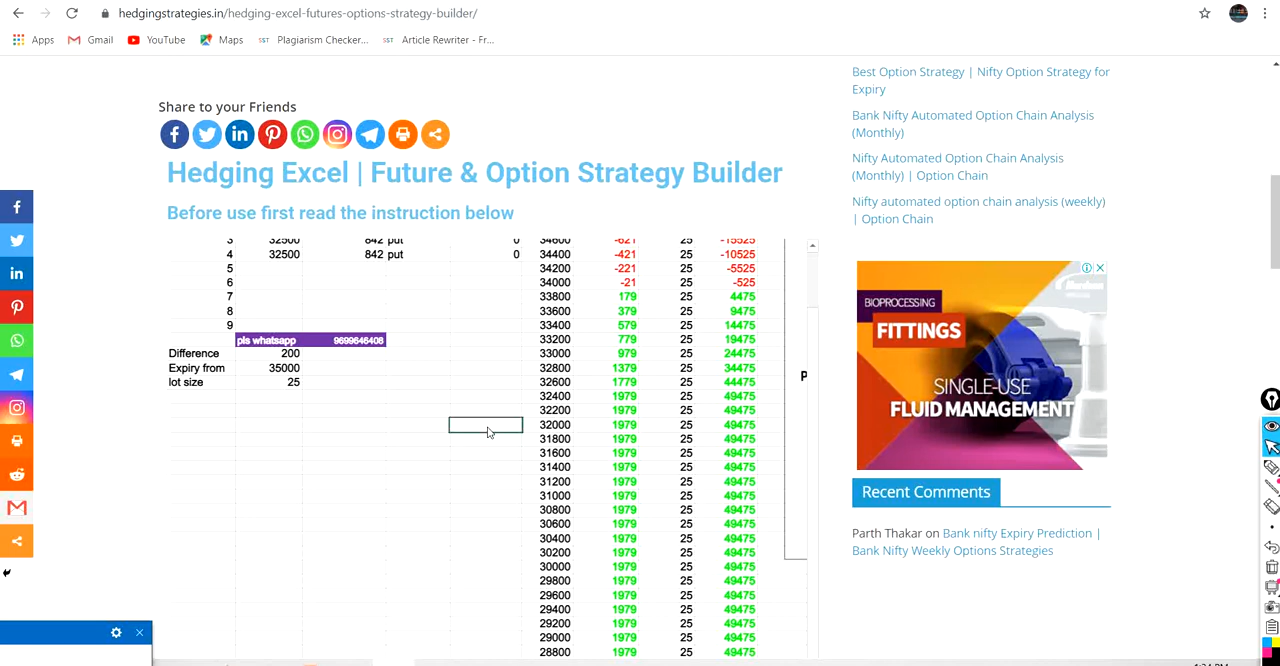 hedgingstrategies.in/hedging-excel-futures-options-strategy-builder/
Apps Gmail YouTube Maps SST Plagiarism Checker... SST Article Rewriter - Fr...
Share to your Friends
Hedging Excel | Future & Option Strategy Builder
Before use first read the instruction below
3 32500 842 put 0 34600 -621 25 -15525
4 32500 842 put 0 34400 -421 25 -10525
5 34200 -221 25 -5525
6 34000 -21 25 -525
7 33800 179 25 4475
8 33600 379 25 9475
9 33400 579 25 14475
pls whatsapp 9699646408 33200 779 25 19475
Difference 200 33000 979 25 24475
Expiry from 35000 32800 1379 25 34475
lot size 25 32600 1779 25 44475
32400 1979 25 49475
32200 1979 25 49475
32000 1979 25 49475
31800 1979 25 49475
31600 1979 25 49475
31400 1979 25 49475
31200 1979 25 49475
31000 1979 25 49475
30800 1979 25 49475
30600 1979 25 49475
30400 1979 25 49475
30200 1979 25 49475
30000 1979 25 49475
29800 1979 25 49475
29600 1979 25 49475
29400 1979 25 49475
29200 1979 25 49475
29000 1979 25 49475
28800 1979 25 49475
P
Best Option Strategy | Nifty Option Strategy for
Expiry
Bank Nifty Automated Option Chain Analysis
(Monthly)
Nifty Automated Option Chain Analysis
(Monthly) | Option Chain
Nifty automated option chain analysis (weekly)
| Option Chain
BIOPROCESSING
FITTINGS
SINGLE-USE
FLUID MANAGEMENT
Recent Comments
Parth Thakar on Bank nifty Expiry Prediction |
Bank Nifty Weekly Options Strategies